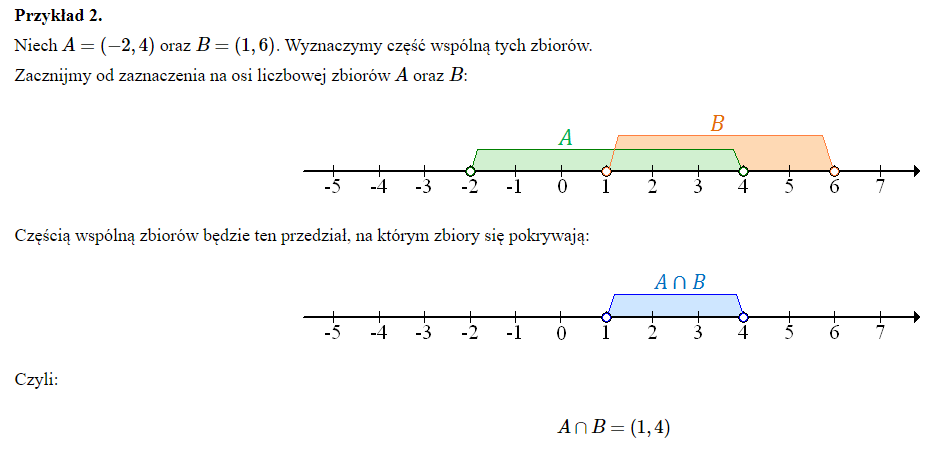 Przykład 2.
Niech A = (−2, 4) oraz B = (1, 6). Wyznaczymy część wspólną tych zbiorów.
Zacznijmy od zaznaczenia na osi liczbowej zbiorów A oraz B:
B
A
-5 -4 -3 -2 -1 0 1 2 3 4 5 6 7
Częścią wspólną zbiorów będzie ten przedział, na którym zbiory się pokrywają:
A ∩ B
-5 -4 -3 -2 -1 0 1 2 3 4 5 6 7
Czyli:
A ∩ B = (1, 4)